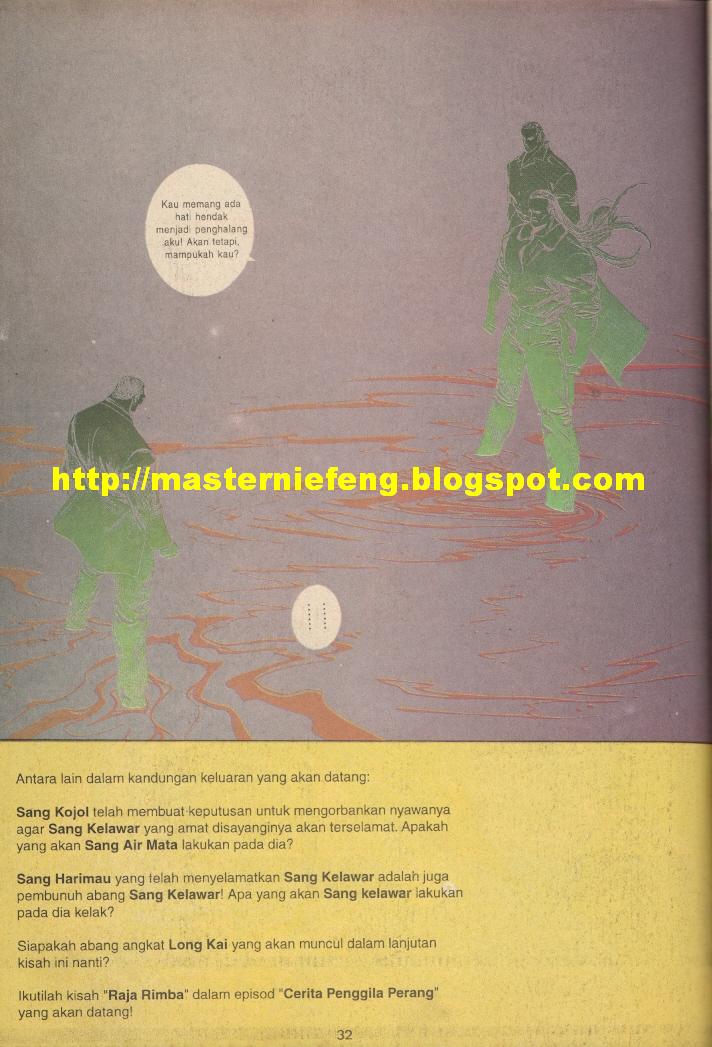 Kau memang ada
hati hendak
menjadi penghalang
aku! Akan tetapi,
mampukah kau?
http://masterniefeng.blogspot.com
Antara lain dalam kandungan keluaran yang akan datang:
Sang Kojol telah membuat keputusan untuk mengorbankan nyawanya
agar Sang Kelawar yang amat disayanginya akan terselamat. Apakah
yang akan Sang Air Mata lakukan pada dia?
Sang Harimau yang telah menyelamatkan Sang Kelawar adalah juga
pembunuh abang Sang Kelawar! Apa yang akan Sang kelawar lakukan
pada dia kelak?
Siapakah abang angkat Long Kai yang akan muncul dalam lanjutan
kisah ini nanti?
Ikutilah kisah "Raja Rimba" dalam episod "Cerita Penggila Perang"
yang akan datang!
32